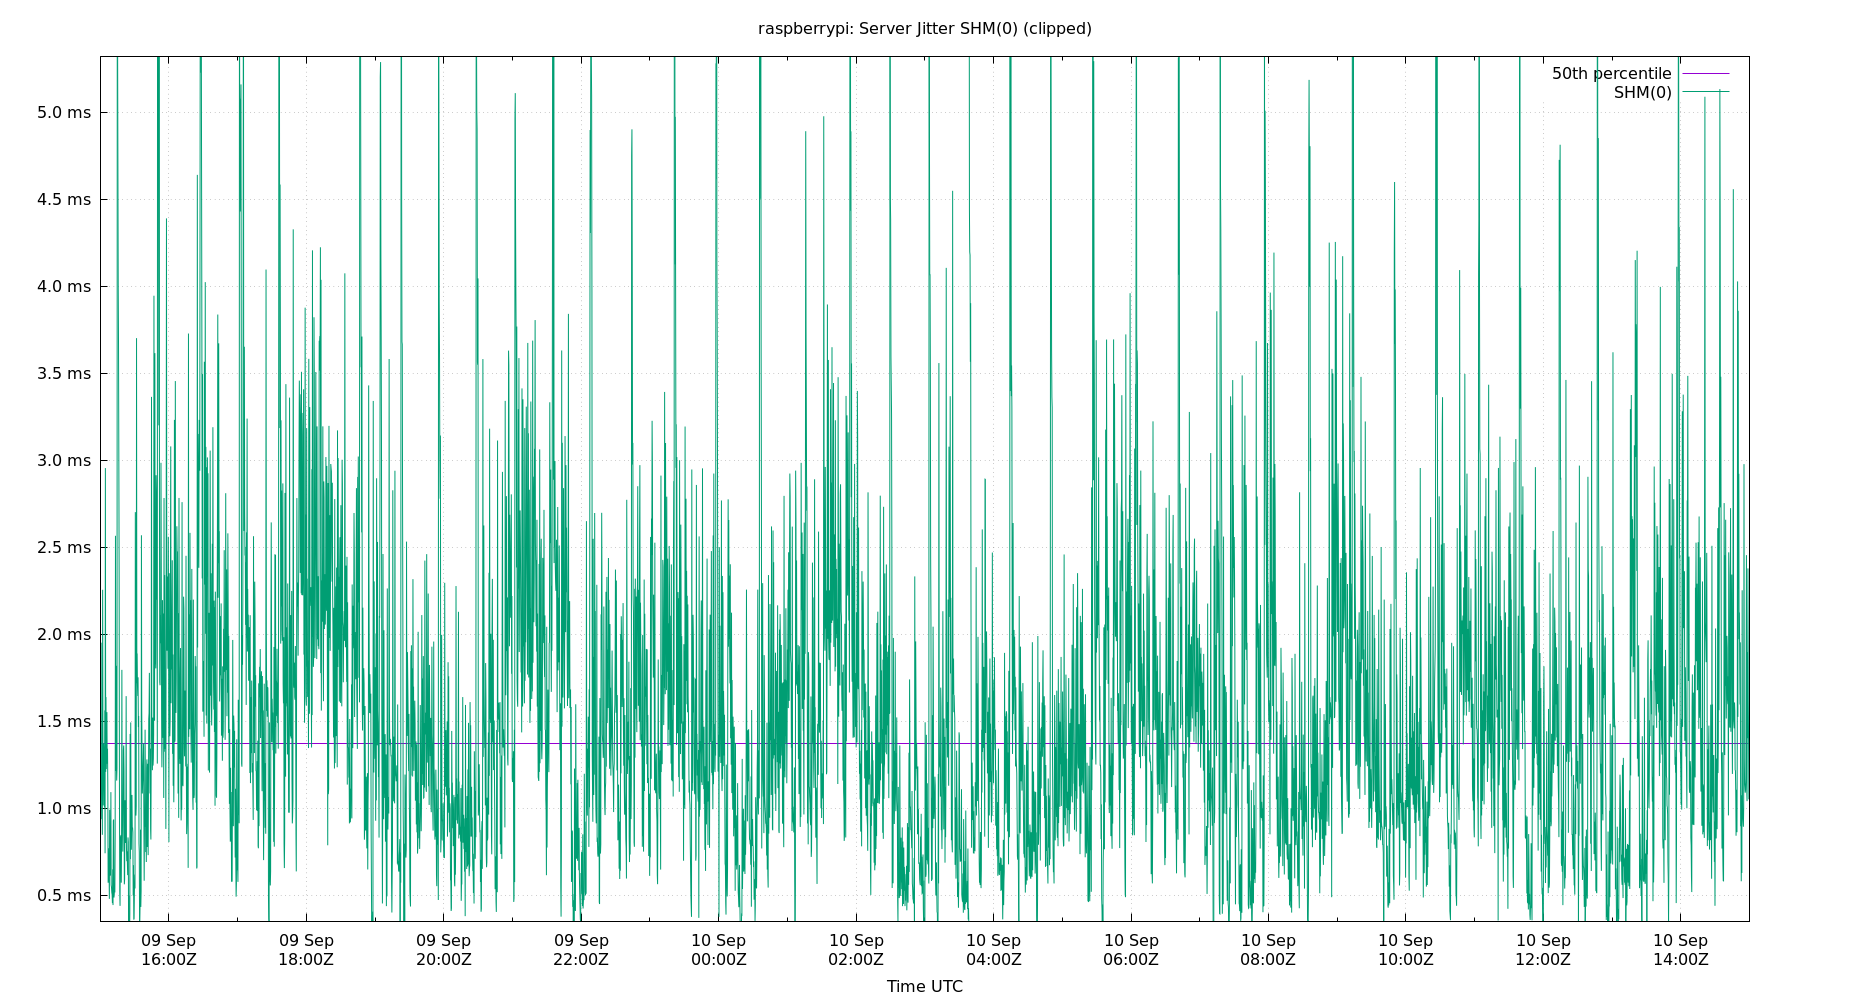 raspberrypi: Server Jitter SHM(0) (clipped)
50th percentile
SHM(0)
5.0 ms
4.5 ms
4.0 ms
3.5 ms
3.0 ms
2.5 ms
2.0 ms
1.5 ms
1.0 ms
0.5 ms
09 Sep 09 Sep 09 Sep 09 Sep 10 Sep 10 Sep 10 Sep 10 Sep 10 Sep 10 Sep 10 Sep 10 Sep
16:00Z 18:00Z 20:00Z 22:00Z 00:00Z 02:00Z 04:00Z 06:00Z 08:00Z 10:00Z 12:00Z 14:00Z
Time UTC